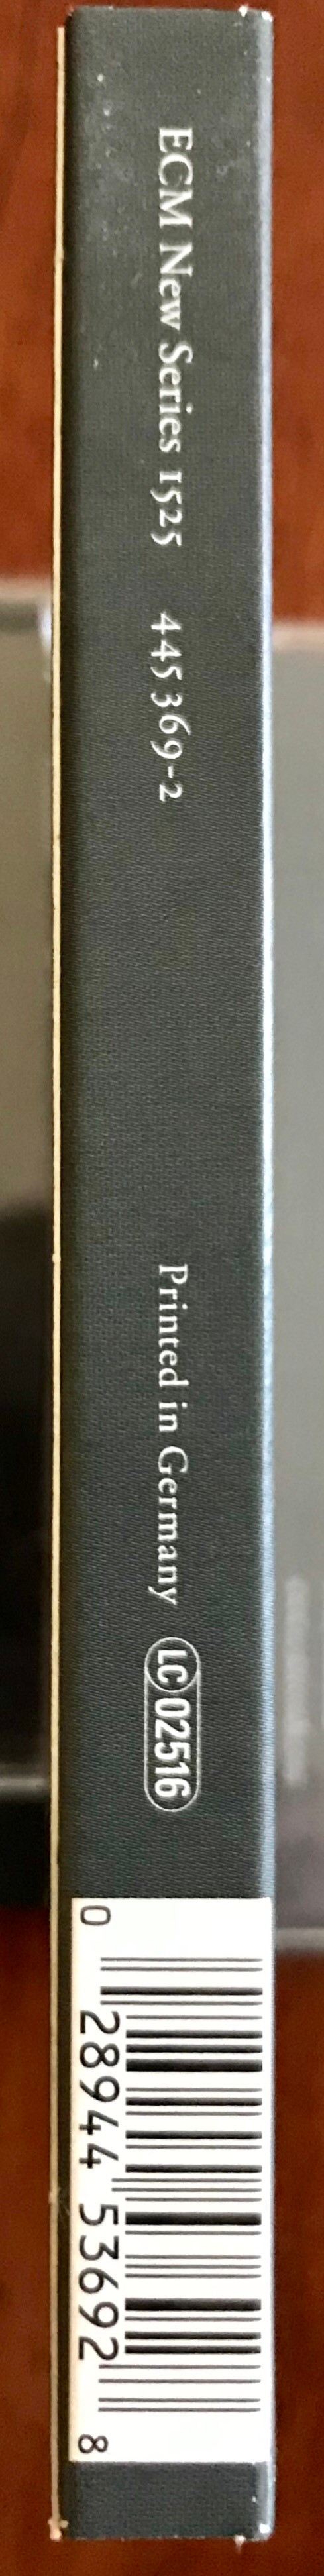 ECM New Series 1525 445 369-2
Printed in Germany LC 02516
0 28944 53692 8